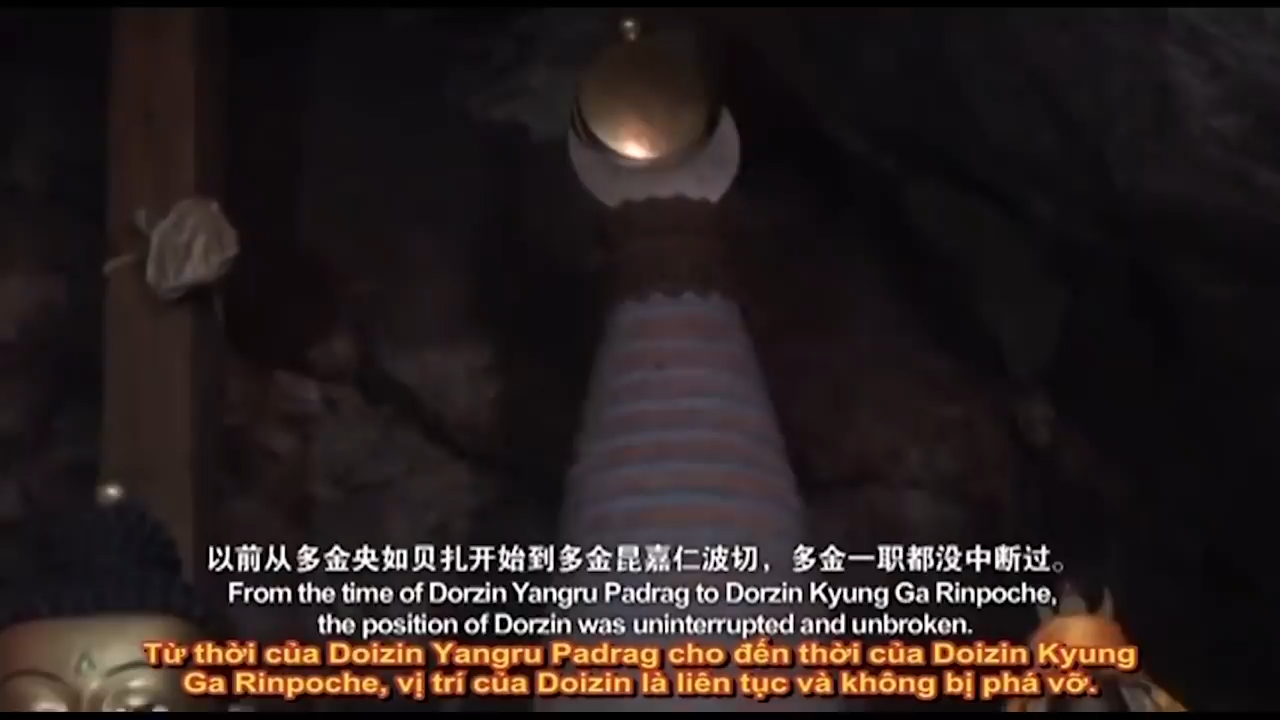 以前从多金央如贝扎开始到多金昆嘉仁波切，多金一职都没中断过。
From the time of Dorzin Yangru Padrag to Dorzin Kyung Ga Rinpoche,
the position of Dorzin was uninterrupted and unbroken.
Từ thời của Doizin Yangru Padrag cho đến thời của Doizin Kyung
Ga Rinpoche, vị trí của Doizin là liên tục và không bị phá vỡ.